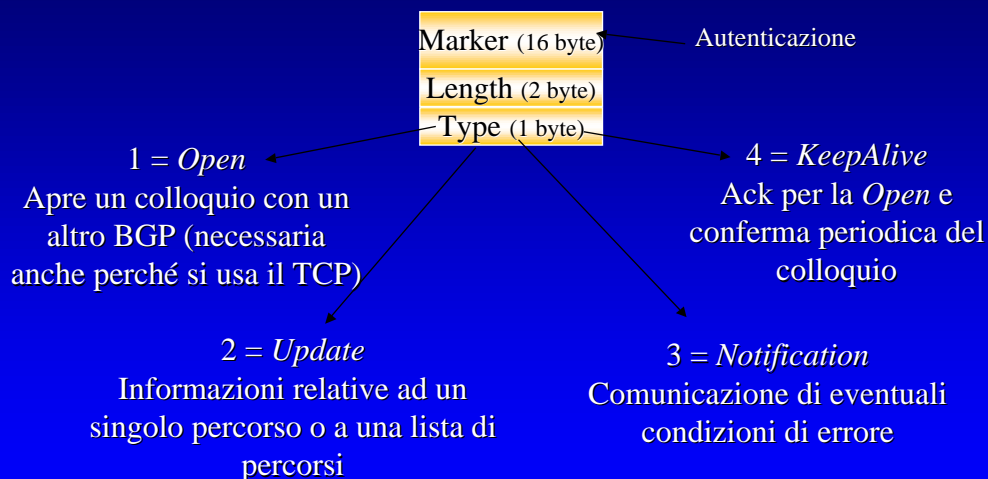 Marker (16 byte)
Autenticazione
Length (2 byte)
Type (1 byte)
1 = Open
Apre un colloquio con un
altro BGP (necessaria
anche perché si usa il TCP)
4 = KeepAlive
Ack per la Open e
conferma periodica del
colloquio
2 = Update
Informazioni relative ad un
singolo percorso o a una lista di
percorsi
3 = Notification
Comunicazione di eventuali
condizioni di errore